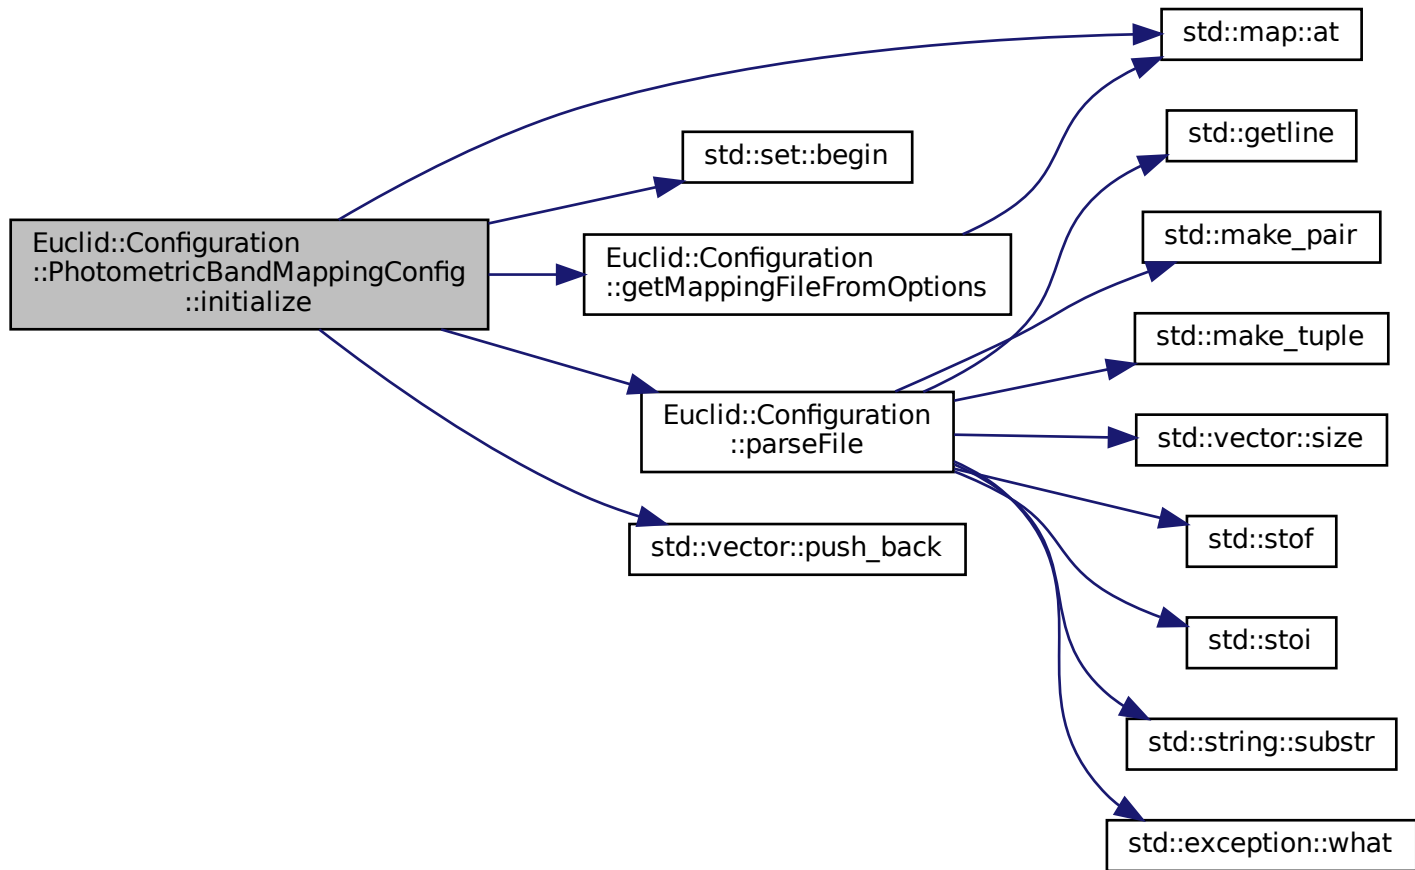 std::map::at
std::getline
std::set::begin
std::make_pair
Euclid::Configuration
::PhotometricBandMappingConfig
::initialize
Euclid::Configuration
::getMappingFileFromOptions
std::make_tuple
Euclid::Configuration
::parseFile
std::vector::size
std::vector::push_back
std::stof
std::stoi
std::string::substr
std::exception::what